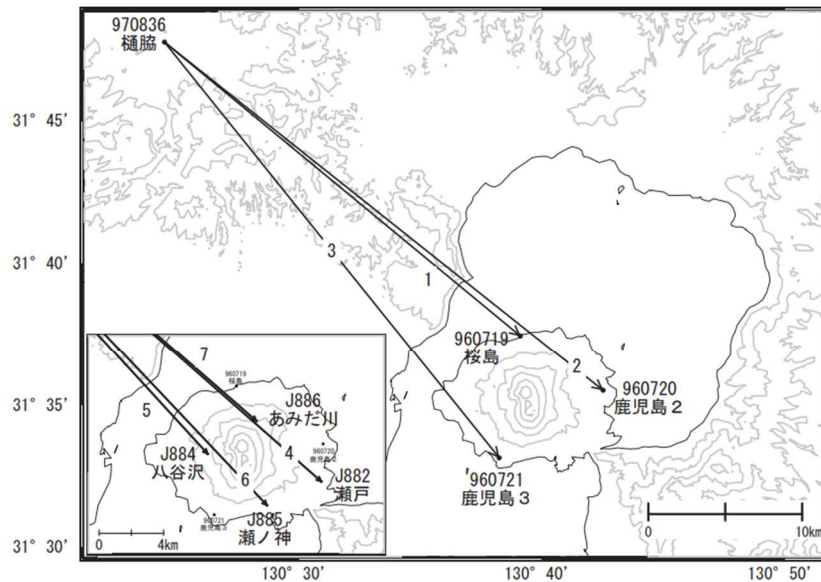 970836
樋脇
31° 45′
31° 40′
31° 35′
31° 30′
3
1
2
960719
桜島
960720
鹿児島2
960721
鹿児島3
7
5
4
6
960719
桜島
J886
あみだ川
J884
八谷沢
960720
鹿児島2
J882
瀬戸
J885
瀬ノ神
960721
鹿児島3
0
4km
0
10km
130° 30′
130° 40′
130° 50′